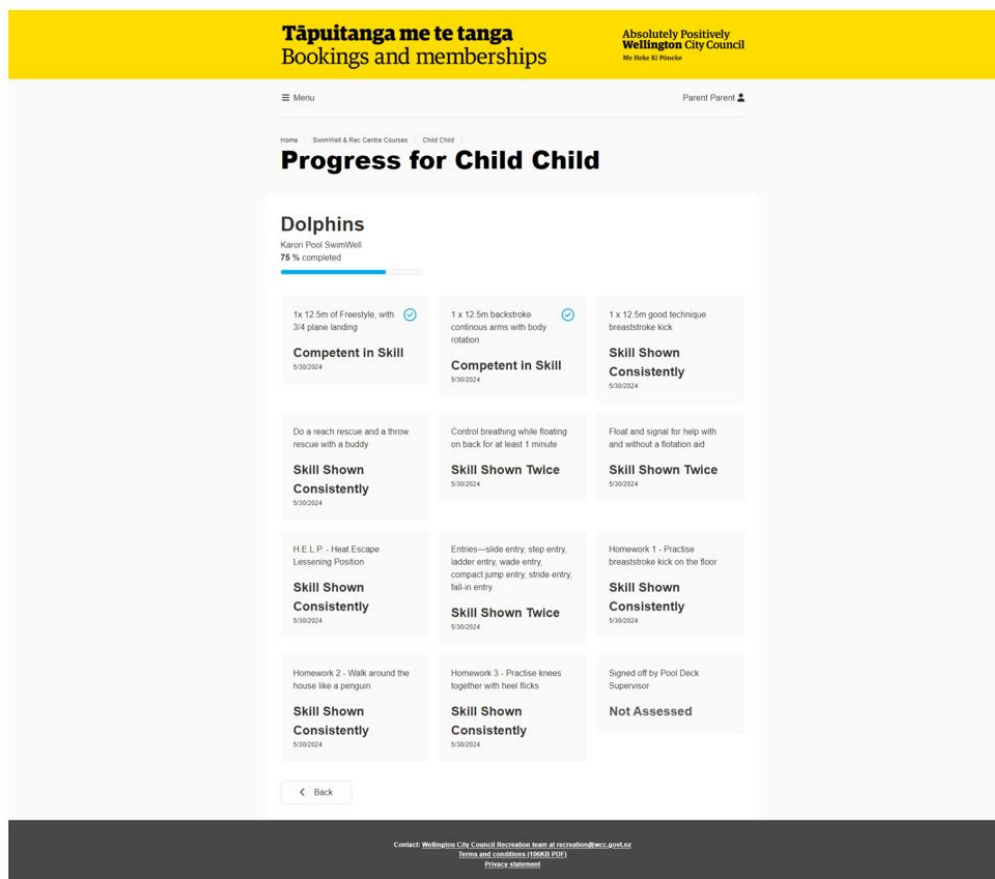 Tāpuitanga me te tanga
Bookings and memberships
Absolutely Positively
Wellington City Council
Me Heke Ki Pōneke
Menu
Parent Parent
Home / SwimWell & Rec Centre Courses / Child Child /
Progress for Child Child
Dolphins
Karori Pool SwimWell
75 % completed
1x 12.5m of Freestyle, with
3/4 plane landing
Competent in Skill
5/30/2024
1 x 12.5m backstroke
continous arms with body
rotation
Competent in Skill
5/30/2024
1 x 12.5m good technique
breaststroke kick
Skill Shown
Consistently
5/30/2024
Do a reach rescue and a throw
rescue with a buddy
Skill Shown
Consistently
5/30/2024
Control breathing while floating
on back for at least 1 minute
Skill Shown Twice
5/30/2024
Float and signal for help with
and without a flotation aid
Skill Shown Twice
5/30/2024
H.E.L.P. - Heat Escape
Lessening Position
Skill Shown
Consistently
5/30/2024
Entries—slide entry, step entry,
ladder entry, wade entry,
compact jump entry, stride entry,
fall-in entry.
Skill Shown Twice
5/30/2024
Homework 1 - Practise
breaststroke kick on the floor
Skill Shown
Consistently
5/30/2024
Homework 2 - Walk around the
house like a penguin
Skill Shown
Consistently
5/30/2024
Homework 3 - Practise knees
together with heel flicks
Skill Shown
Consistently
5/30/2024
Signed off by Pool Deck
Supervisor
Not Assessed
Back
Contact: Wellington City Council Recreation team at recreation@wcc.govt.nz
Terms and conditions (106KB PDF)
Privacy statement